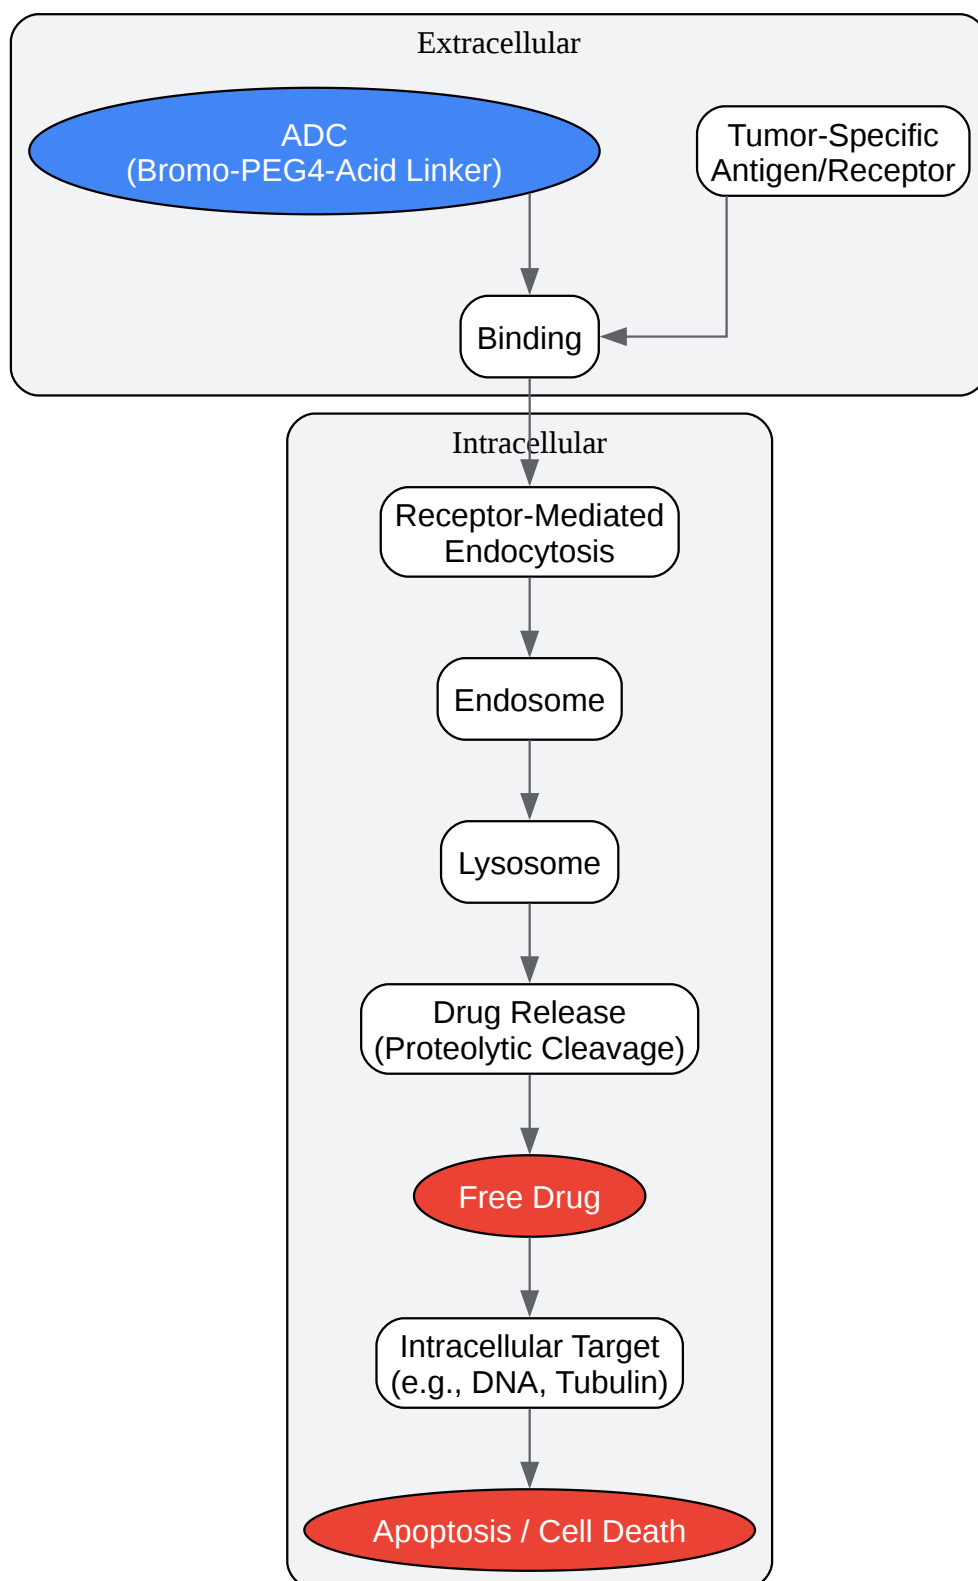 Extracellular
ADC
(Bromo-PEG4-Acid Linker)
Tumor-Specific
Antigen/Receptor
Binding
Intracellular
Receptor-Mediated
Endocytosis
Endosome
Lysosome
Drug Release
(Proteolytic Cleavage)
Free Drug
Intracellular Target
(e.g., DNA, Tubulin)
Apoptosis / Cell Death